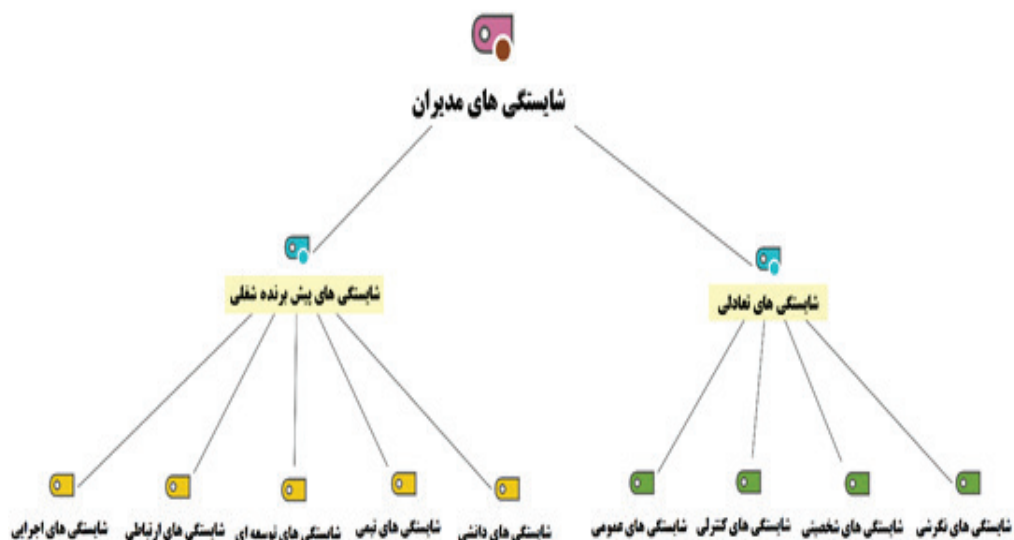 شایستگی های مدیران
شایستگی های تعادلی
شایستگی های پیش برنده شغلی
شایستگی های نگرشی
شایستگی های شخصیتی
شایستگی های کنترلی
شایستگی های عمومی
شایستگی های دانشی
شایستگی های تیمی
شایستگی های توسعه ای
شایستگی های ارتباطی
شایستگی های اجرایی